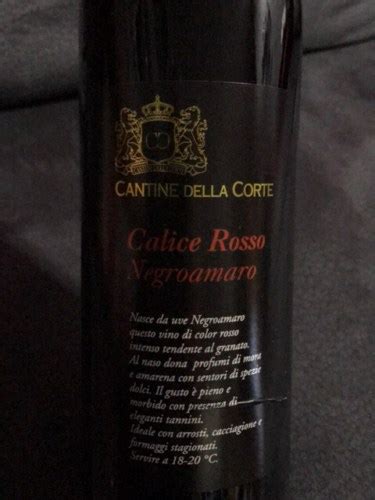 CANTINE DELLA CORTE
Calice Rosso
Negroamaro
Nasce da uve Negroamaro
questo vino di color rosso
intenso tendente al granato.
Al naso dona profumi di mora
e amarena con sentori di spezie
dolci. Il gusto è pieno e
morbido con presenza di
eleganti tannini.
Ideale con arrosti, cacciagione e
formaggi stagionati.
Servire a 18-20 °C.